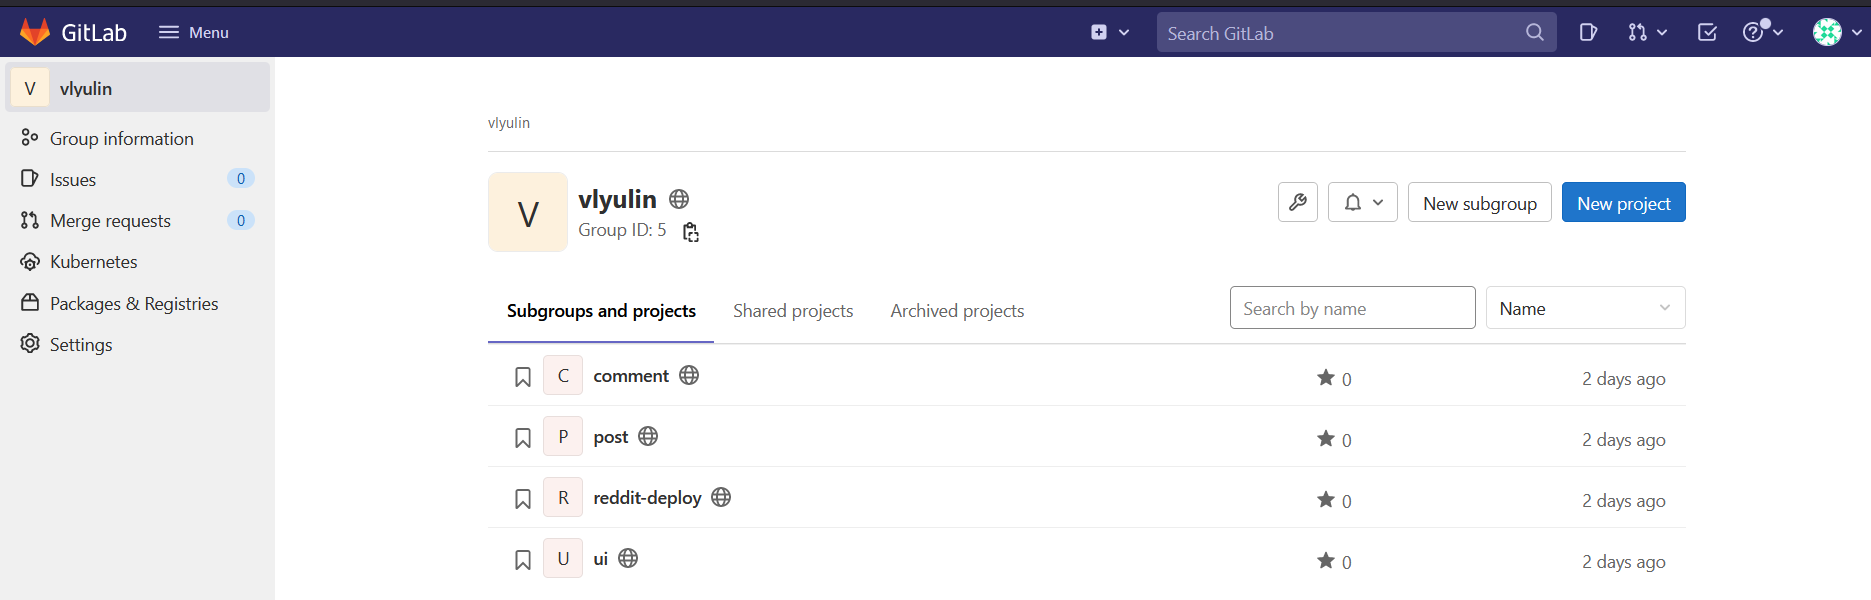 GitLab Menu Search GitLab
V vlyulin
Group information
Issues 0
Merge requests 0
Kubernetes
Packages & Registries
Settings
vlyulin
V vlyulin
Group ID: 5
New subgroup New project
Subgroups and projects Shared projects Archived projects Search by name Name
C comment 0 2 days ago
P post 0 2 days ago
R reddit-deploy 0 2 days ago
U ui 0 2 days ago